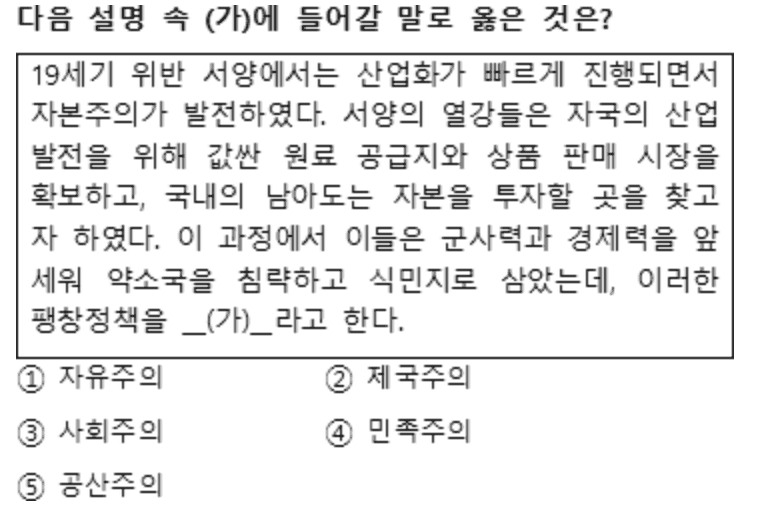 다음 설명 속 (가)에 들어갈 말로 옳은 것은?
19세기 위반 서양에서는 산업화가 빠르게 진행되면서
자본주의가 발전하였다. 서양의 열강들은 자국의 산업
발전을 위해 값싼 원료 공급지와 상품 판매 시장을
확보하고, 국내의 남아도는 자본을 투자할 곳을 찾고
자 하였다. 이 과정에서 이들은 군사력과 경제력을 앞
세워 약소국을 침략하고 식민지로 삼았는데, 이러한
팽창정책을 _(가)_라고 한다.
① 자유주의 ② 제국주의
③ 사회주의 ④ 민족주의
⑤ 공산주의